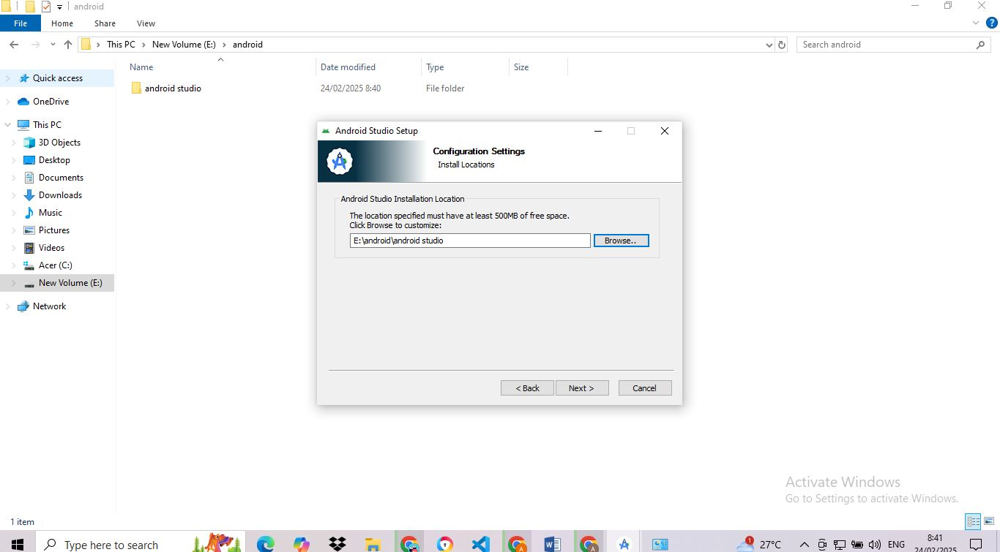 android
File Home Share View
This PC New Volume (E:) android
Search android
Name Date modified Type Size
android studio 24/02/2025 8:40 File folder
Quick access
OneDrive
This PC
3D Objects
Desktop
Documents
Downloads
Music
Pictures
Videos
Acer (C:)
New Volume (E:)
Network
Android Studio Setup
Configuration Settings
Install Locations
Android Studio Installation Location
The location specified must have at least 500MB of free space.
Click Browse to customize:
E:\android\android studio Browse..
< Back Next > Cancel
Activate Windows
Go to Settings to activate Windows.
1 item
Type here to search 1 27°C ENG 8:41
24/02/2025